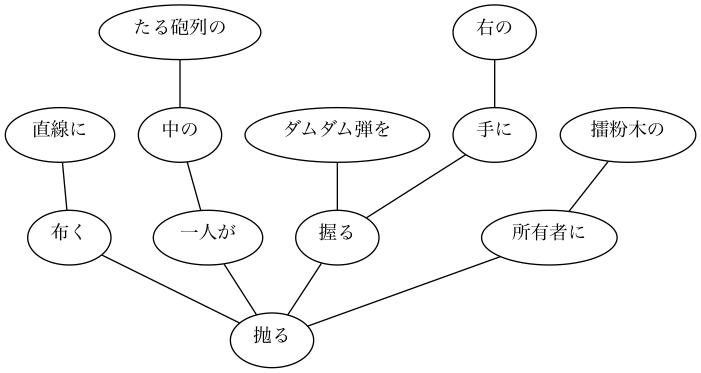 たる砲列の
右の
直線に
中の
ダムダム弾を
手に
擂粉木の
布く
一人が
握る
所有者に
抛る